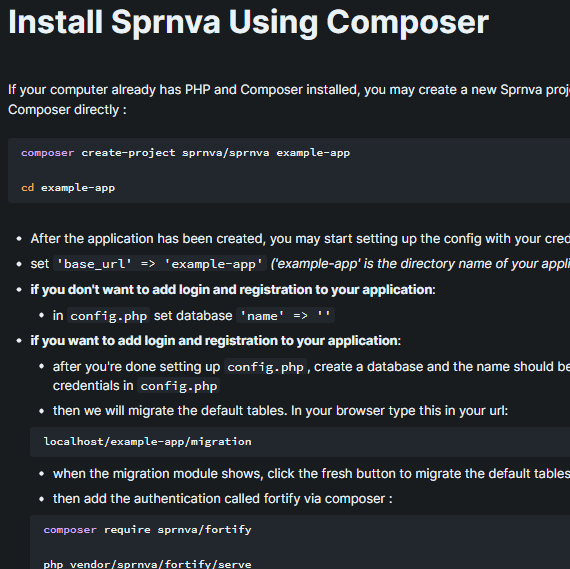 Install Sprnva Using Composer
If your computer already has PHP and Composer installed, you may create a new Sprnva proj
Composer directly :
composer create-project sprnva/sprnva example-app
cd example-app
• After the application has been created, you may start setting up the config with your cred
• set 'base_url' => 'example-app' ('example-app' is the directory name of your appli
• if you don't want to add login and registration to your application:
• in config.php set database 'name' => ''
• if you want to add login and registration to your application:
• after you're done setting up config.php, create a database and the name should be
credentials in config.php
• then we will migrate the default tables. In your browser type this in your url:
localhost/example-app/migration
• when the migration module shows, click the fresh button to migrate the default tables
• then add the authentication called fortify via composer :
composer require sprnva/fortify
php vendor/sprnva/fortify/serve